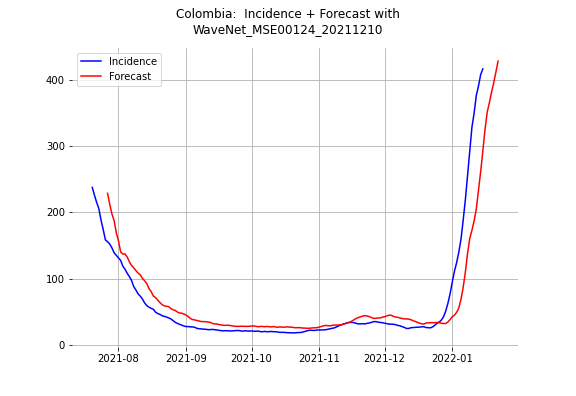 Colombia:  Incidence + Forecast with
WaveNet_MSE00124_20211210
Incidence
Forecast
400
300
200
100
0
2021-08
2021-09
2021-10
2021-11
2021-12
2022-01